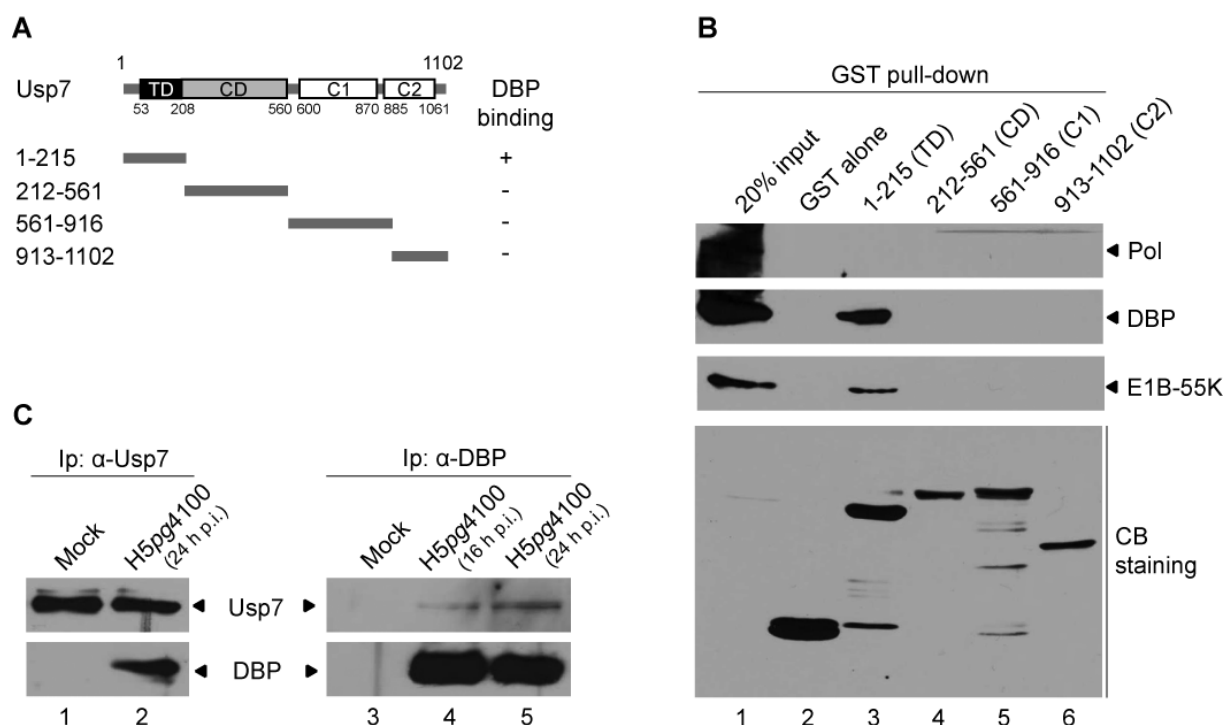 A
1 1102
Usp7 TD CD C1 C2 DBP
binding
53 208 560 600 870 885 1061
1-215 +
212-561 -
561-916 -
913-1102 -
B
GST pull-down
20% input
GST alone
1-215 (TD)
212-561 (CD)
561-916 (C1)
913-1102 (C2)
Pol
DBP
E1B-55K
CB
staining
1 2 3 4 5 6
C
Ip: α-Usp7 Ip: α-DBP
Mock
H5pg4100
(24 h p.i.)
Mock
H5pg4100
(16 h p.i.)
H5pg4100
(24 h p.i.)
Usp7
DBP
1 2 3 4 5